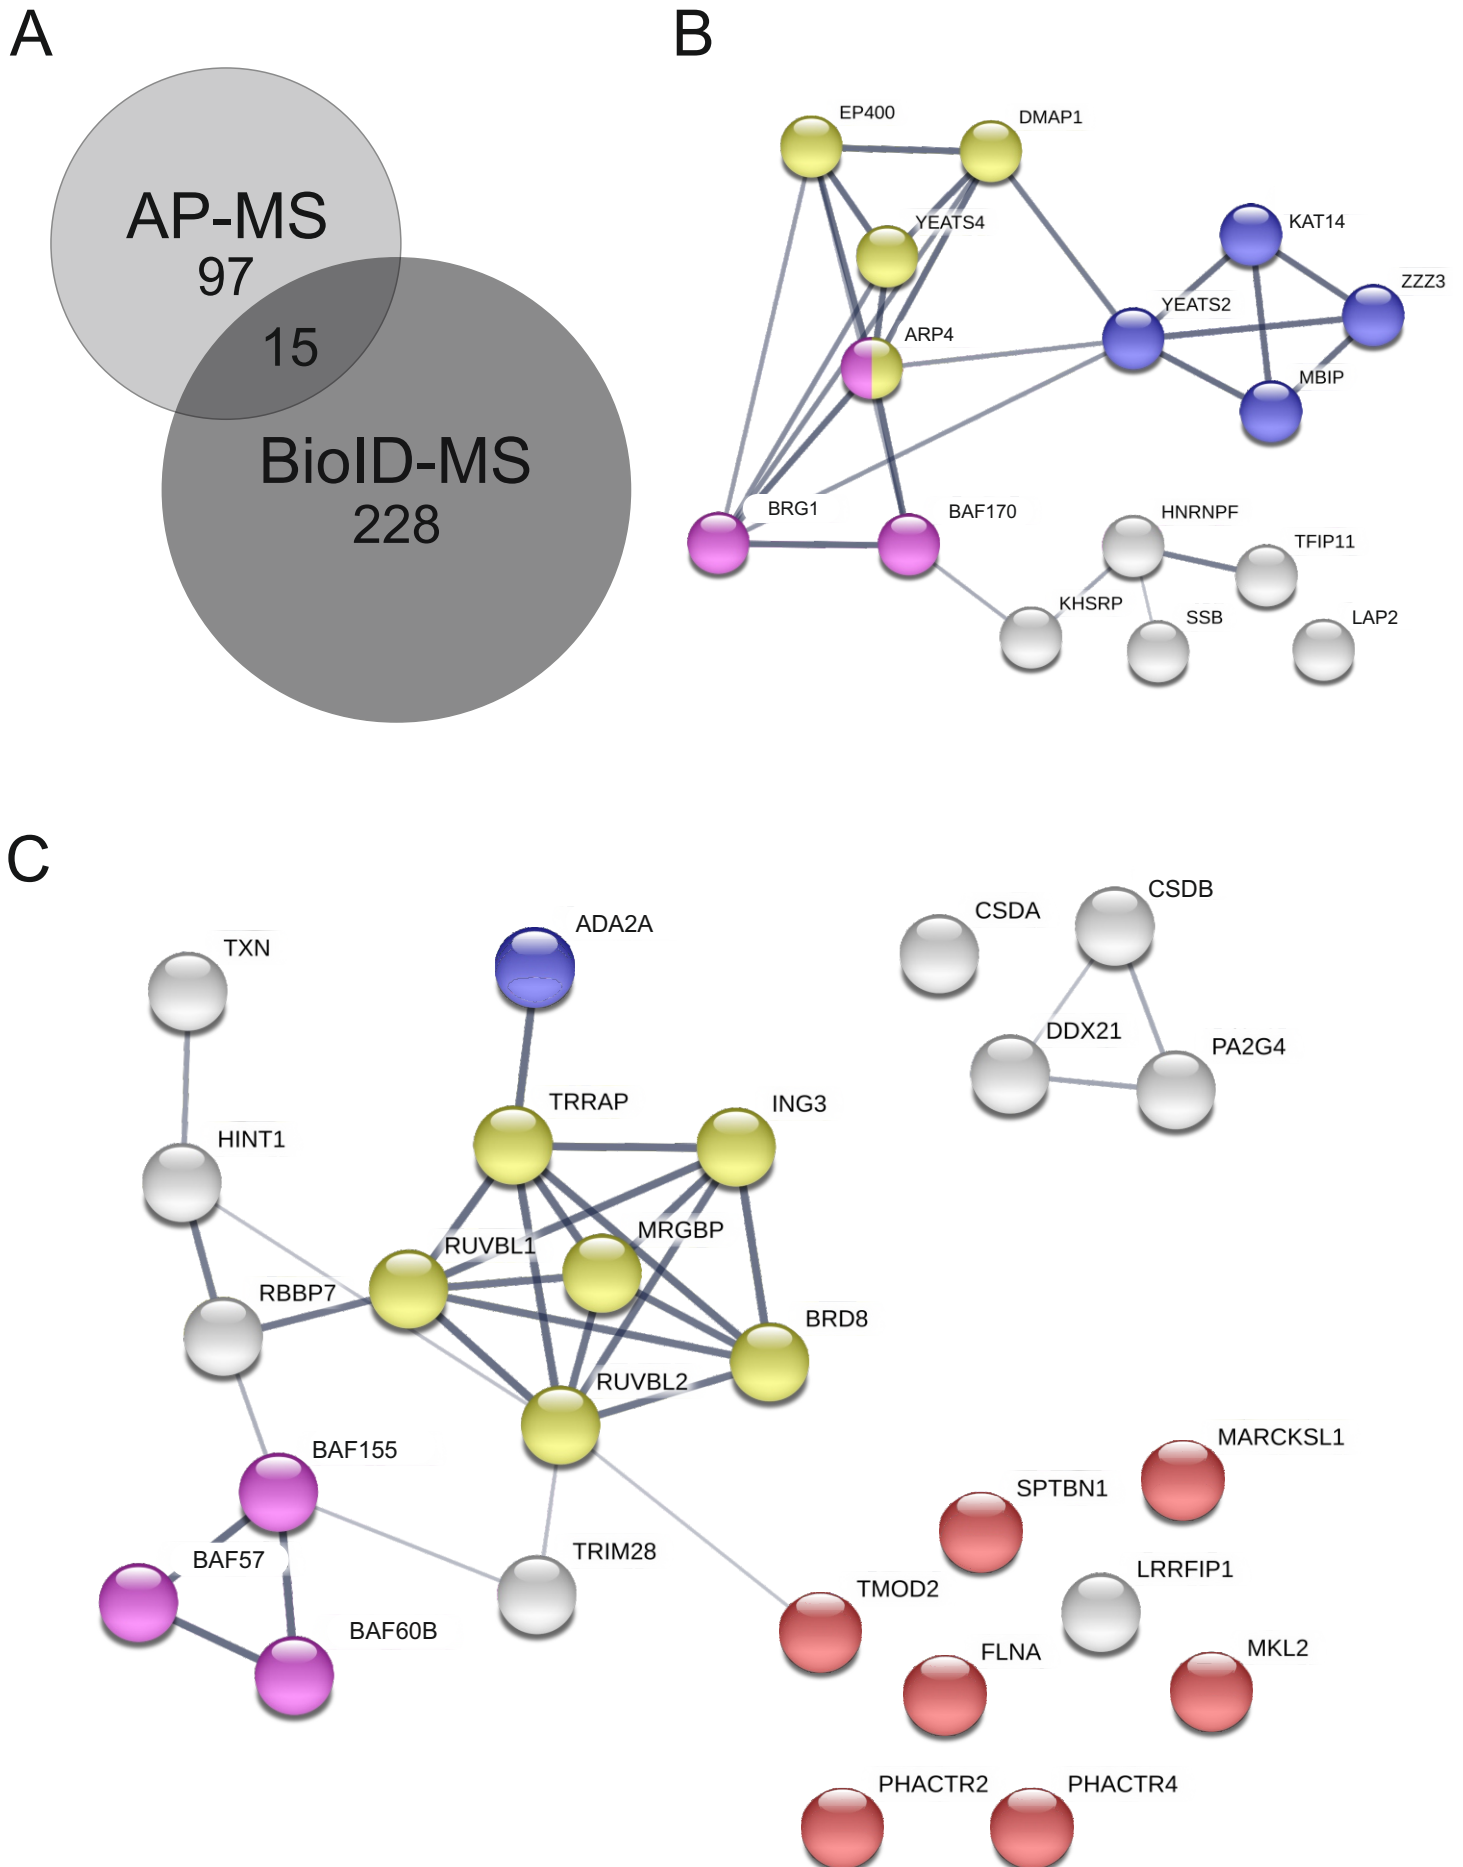 A
AP-MS
97
15
BioID-MS
228
B
EP400
DMAP1
YEATS4
KAT14
ZZZ3
YEATS2
ARP4
MBIP
BRG1
BAF170
HNRNPF
TFIP11
KHSRP
SSB
LAP2
C
TXN
ADA2A
CSDA
CSDB
DDX21
PA2G4
TRRAP
ING3
HINT1
RUVBL1
MRGBP
RBBP7
BRD8
RUVBL2
BAF155
MARCKSL1
SPTBN1
BAF57
TRIM28
LRRFIP1
TMOD2
BAF60B
FLNA
MKL2
PHACTR2
PHACTR4